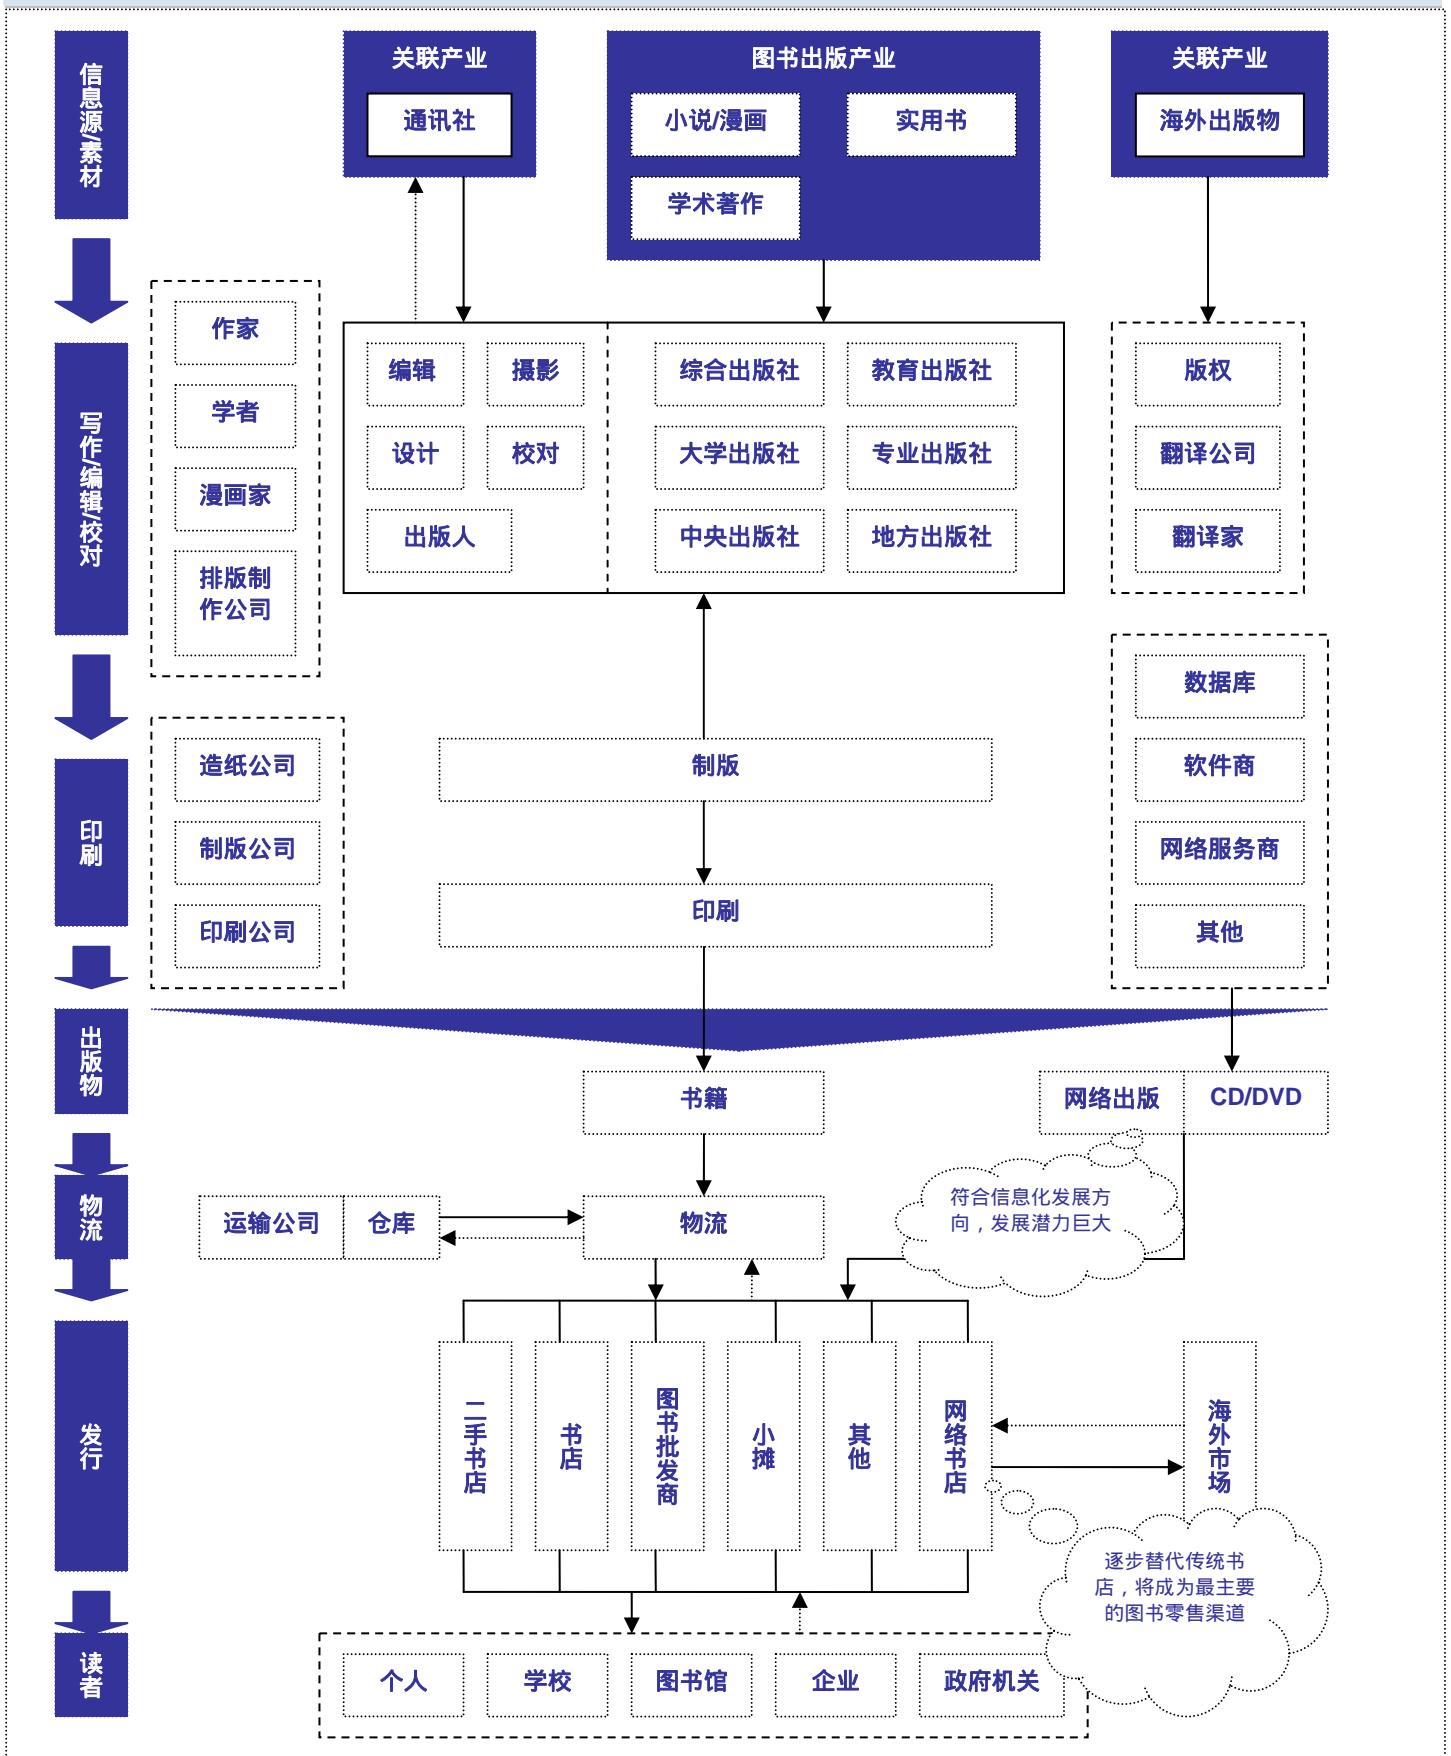 信息源/素材
关联产业
通讯社
图书出版产业
小说/漫画
实用书
学术著作
关联产业
海外出版物
写作/编辑/校对
作家
学者
漫画家
排版制
作公司
编辑
摄影
设计
校对
出版人
综合出版社
教育出版社
大学出版社
专业出版社
中央出版社
地方出版社
版权
翻译公司
翻译家
印刷
造纸公司
制版公司
印刷公司
制版
印刷
数据库
软件商
网络服务商
其他
出版物
书籍
网络出版
CD/DVD
物流
运输公司
仓库
物流
符合信息化发展方
向，发展潜力巨大
发行
二手书店
书店
图书批发商
小摊
其他
网络书店
海外市场
逐步替代传统书
店，将成为最主要
的图书零售渠道
读者
个人
学校
图书馆
企业
政府机关